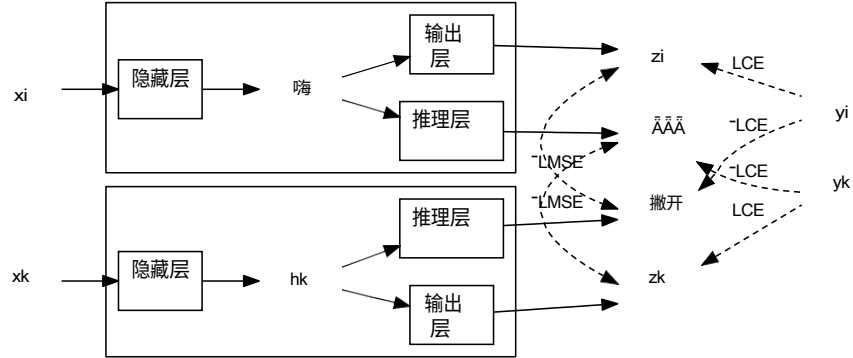 输出
层
zi
LCE
xi
隐藏层
嗨
推理层
ÃÃÃ
yi
¯LCE
¯LMSE
¯LCE
yk
¯LMSE
推理层
撇开
LCE
xk
隐藏层
hk
zk
输出
层